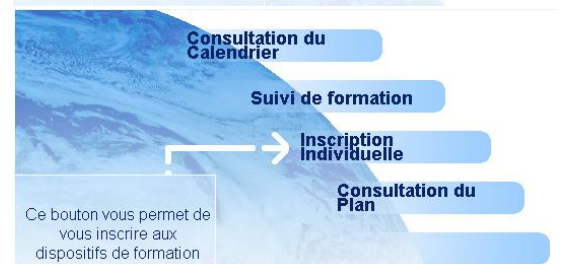 Consultation du
Calendrier
Suivi de formation
Inscription
Individuelle
Consultation du
Plan
Ce bouton vous permet de
vous inscrire aux
dispositifs de formation